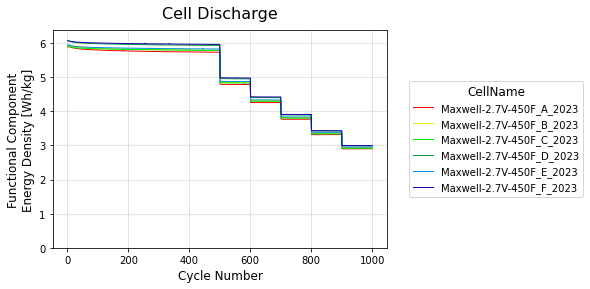 Cell Discharge
Functional Component
Energy Density [Wh/kg]
6
5
4
3
2
1
0
0
200
400
600
800
1000
Cycle Number
CellName
Maxwell-2.7V-450F_A_2023
Maxwell-2.7V-450F_B_2023
Maxwell-2.7V-450F_C_2023
Maxwell-2.7V-450F_D_2023
Maxwell-2.7V-450F_E_2023
Maxwell-2.7V-450F_F_2023